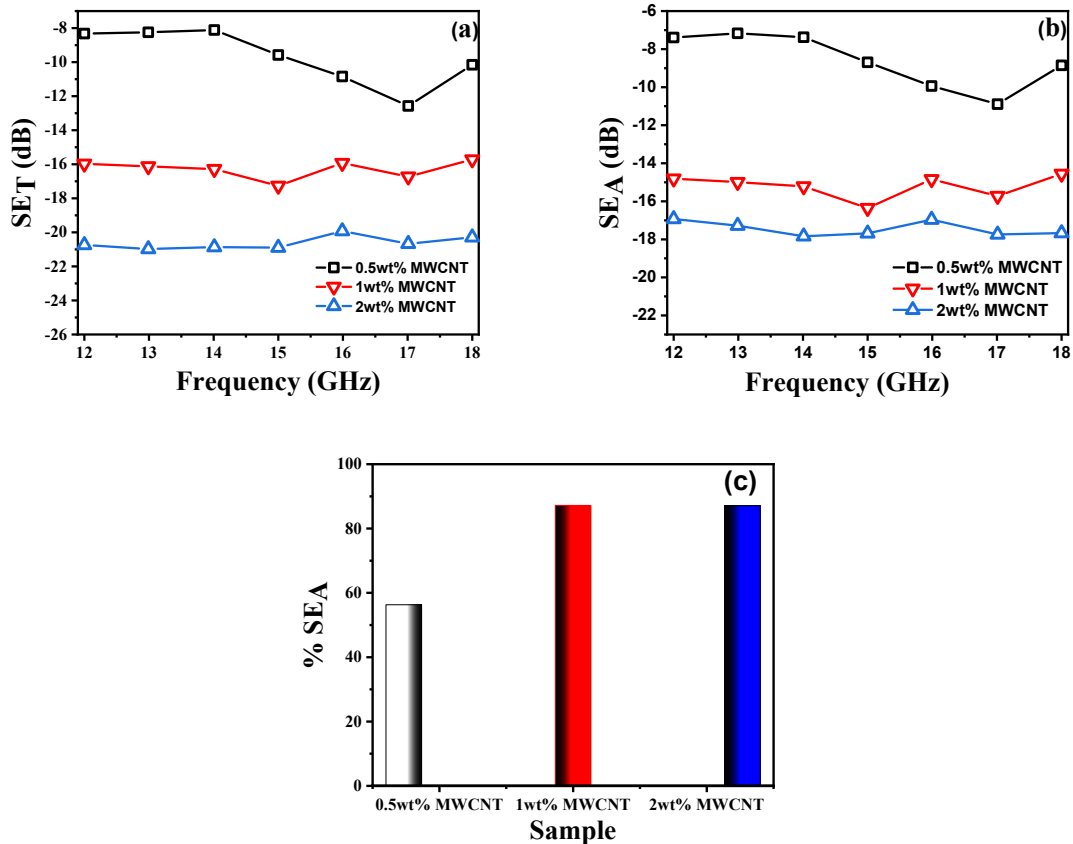 (a)
-8
-10
-12
-14
-16
-18
-20
-22
-24
-26
SET (dB)
0.5wt% MWCNT
1wt% MWCNT
2wt% MWCNT
12 13 14 15 16 17 18
Frequency (GHz)
(b)
-6
-8
-10
-12
-14
-16
-18
-20
-22
SEA (dB)
0.5wt% MWCNT
1wt% MWCNT
2wt% MWCNT
12 13 14 15 16 17 18
Frequency (GHz)
(c)
100
80
60
40
20
0
% SEA
0.5wt% MWCNT 1wt% MWCNT 2wt% MWCNT
Sample